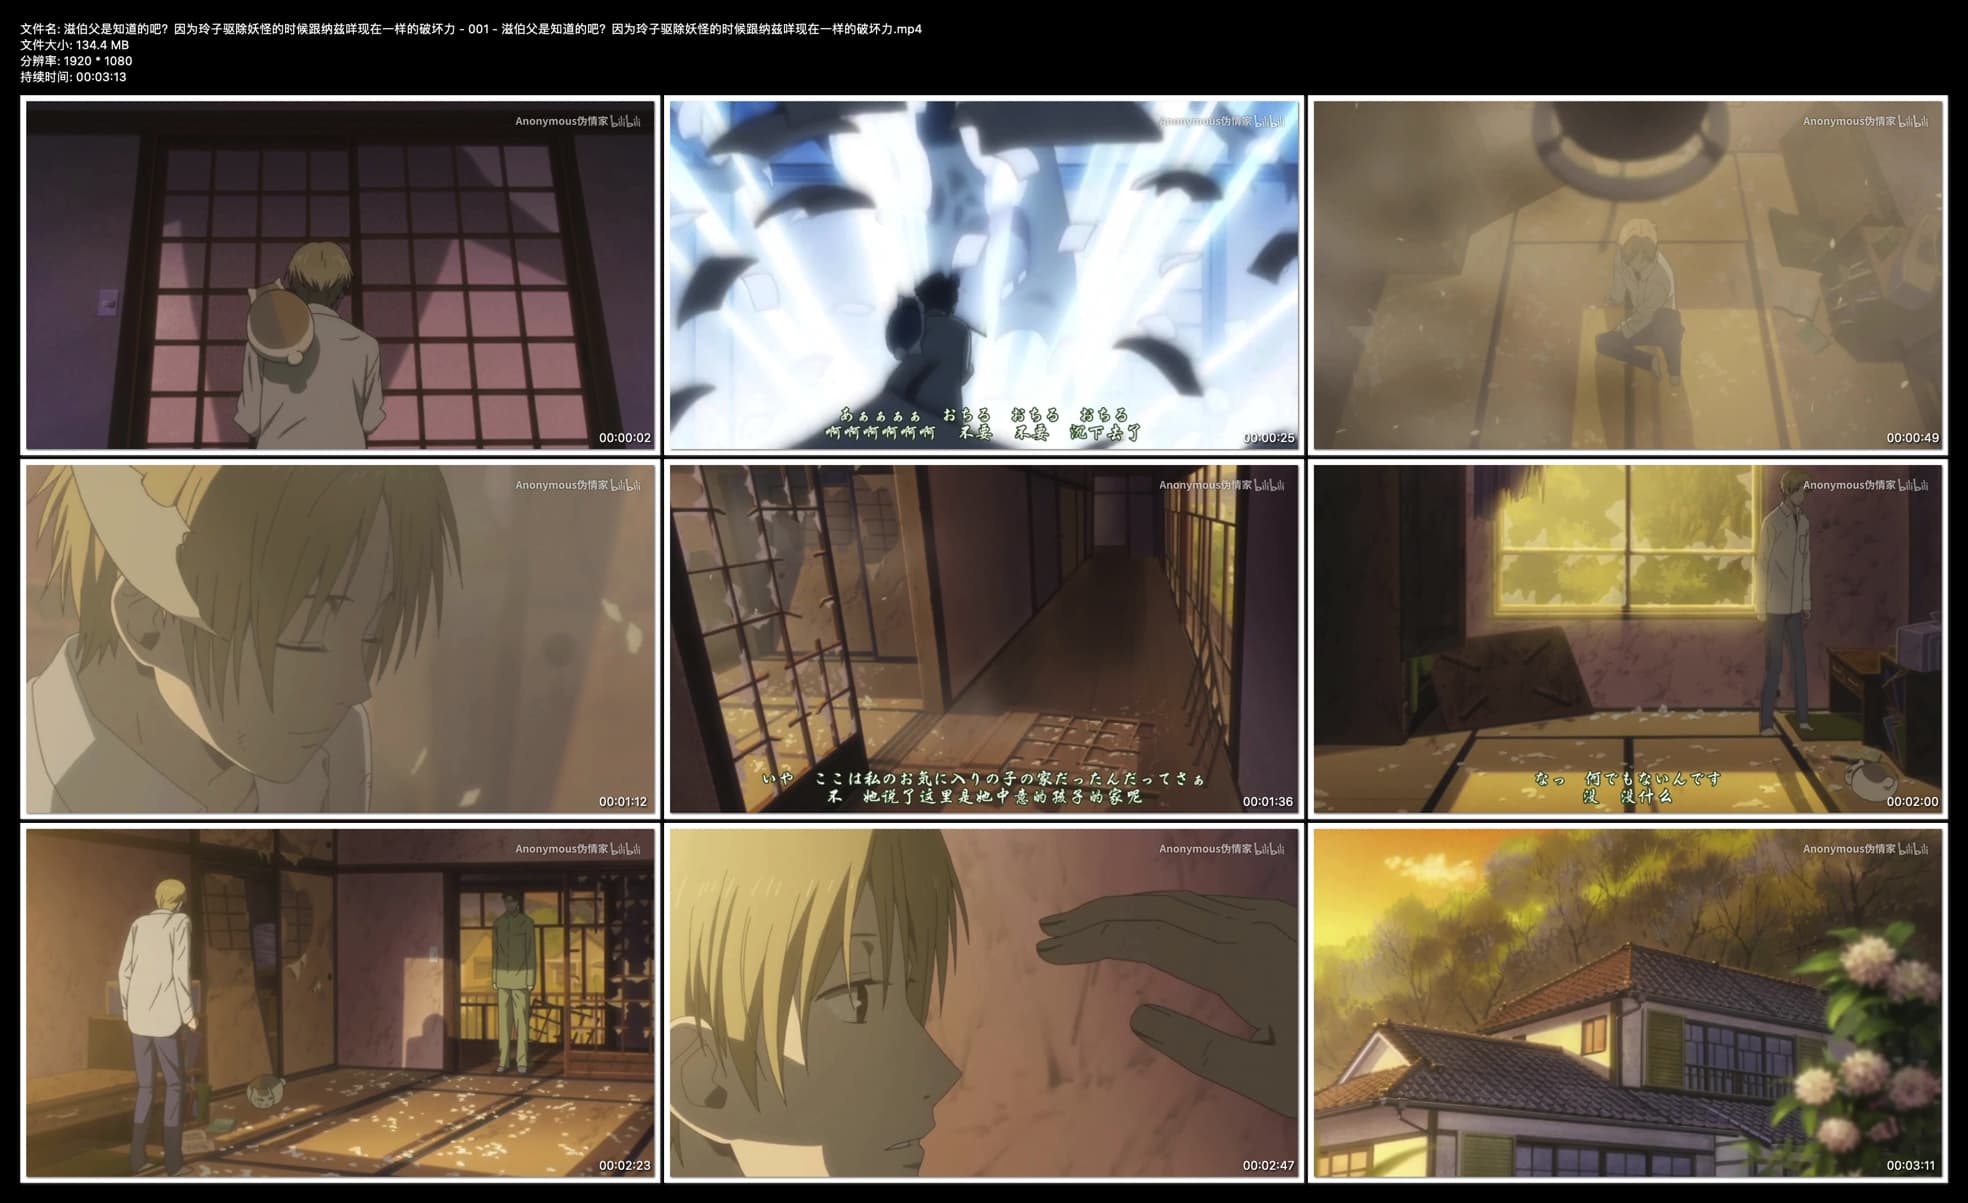 文件名: 滋伯父是知道的吧？因为玲子驱除妖怪的时候跟纳兹咩现在一样的破坏力 - 001 - 滋伯父是知道的吧？因为玲子驱除妖怪的时候跟纳兹咩现在一样的破坏力.mp4
文件大小: 134.4 MB
分辨率: 1920 * 1080
持续时间: 00:03:13
Anonymous伪情家 bilibili
00:00:02
Anonymous伪情家 bilibili
あぁぁぁぁ おちる おちる おちる
啊啊啊啊啊啊 不要 不要 沉下去了
00:00:25
Anonymous伪情家 bilibili
00:00:49
Anonymous伪情家 bilibili
00:01:12
Anonymous伪情家 bilibili
いや ここは私のお気に入りの子の家だったんだってさぁ
不 她说了这里是她中意的孩子的家呢
00:01:36
Anonymous伪情家 bilibili
なっ 何でもないんです
没 没什么
00:02:00
Anonymous伪情家 bilibili
00:02:23
Anonymous伪情家 bilibili
00:02:47
Anonymous伪情家 bilibili
00:03:11